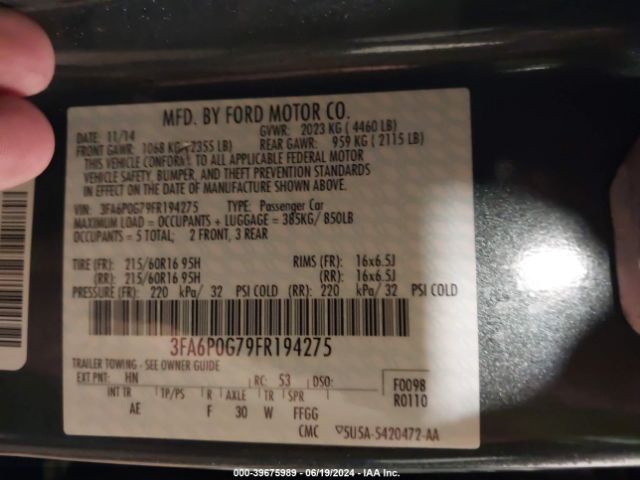 MFD. BY FORD MOTOR CO.
DATE: 11/14 GVWR: 2023 KG ( 4460 LB)
FRONT GAWR: 1068 KG ( 2355 LB) REAR GAWR: 959 KG ( 2115 LB)
THIS VEHICLE CONFORMS TO ALL APPLICABLE FEDERAL MOTOR
VEHICLE SAFETY, BUMPER, AND THEFT PREVENTION STANDARDS
IN EFFECT ON THE DATE OF MANUFACTURE SHOWN ABOVE.
VIN: 3FA6P0G79FR194275 TYPE: Passenger Car
MAXIMUM LOAD = OCCUPANTS + LUGGAGE = 385KG/ 850LB
OCCUPANTS = 5 TOTAL; 2 FRONT, 3 REAR
TIRE (FR): 215/60R16 95H RIMS (FR): 16x6.5J
(RR): 215/60R16 95H (RR): 16x6.5J
PRESSURE (FR): 220 kPa/ 32 PSI COLD (RR): 220 kPa/ 32 PSI COLD
3FA6P0G79FR194275
TRAILER TOWING - SEE OWNER GUIDE
EXT PNT: HN RC: 53 DSO: F0098
INT TR TP/PS R AXLE TR SPR R0110
AE F 30 W FFGG
CMC ▽5U5A-5420472-AA
000-39675989 - 06/19/2024 - IAA Inc.